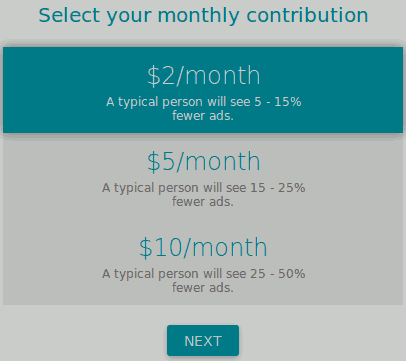 Select your monthly contribution
$2/month
A typical person will see 5 - 15%
fewer ads.
$5/month
A typical person will see 15 - 25%
fewer ads.
$10/month
A typical person will see 25 - 50%
fewer ads.
NEXT